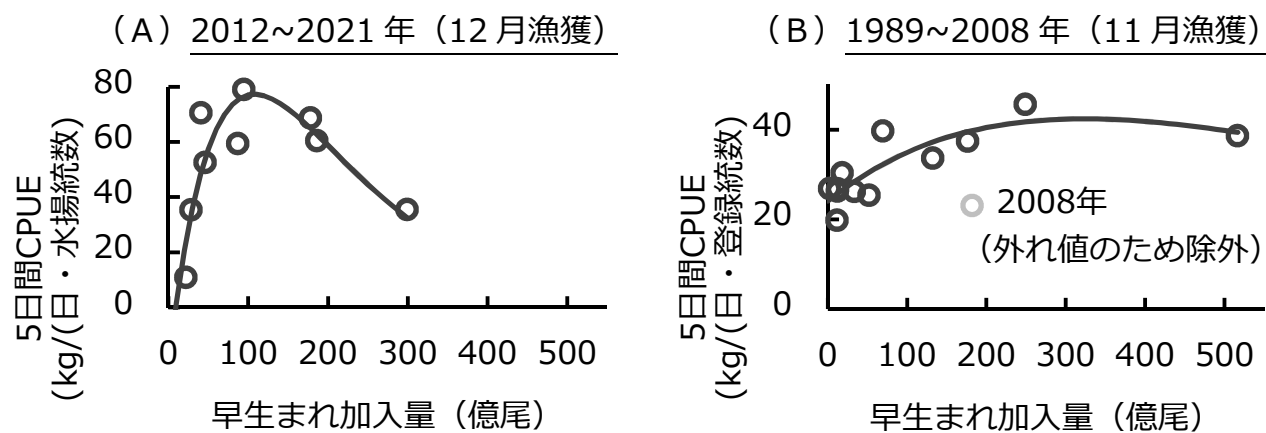 （A）2012~2021 年（12 月漁獲）
80
60
40
20
0
5日間CPUE
(kg/(日・水揚統数)
0 100 200 300 400 500
早生まれ加入量（億尾）
（B）1989~2008 年（11 月漁獲）
40
20
0
5日間CPUE
(kg/(日・登録統数)
2008年
（外れ値のため除外）
0 100 200 300 400 500
早生まれ加入量（億尾）